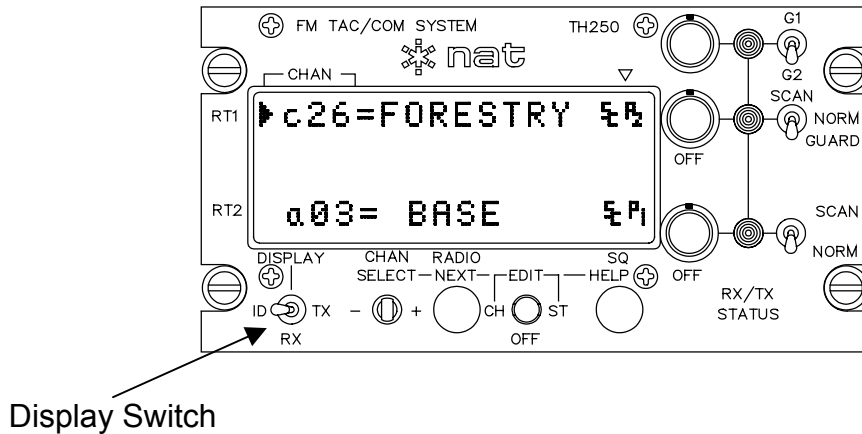 FM TAC/COM SYSTEM
TH250
nat
CHAN
G1
G2
RT1
c26=FORESTRY
SCAN
NORM
GUARD
OFF
RT2
a03= BASE
SCAN
NORM
OFF
DISPLAY
CHAN
SELECT
RADIO
NEXT
EDIT
SQ
HELP
ID
TX
RX
- +
CH
ST
OFF
RX/TX
STATUS
Display Switch